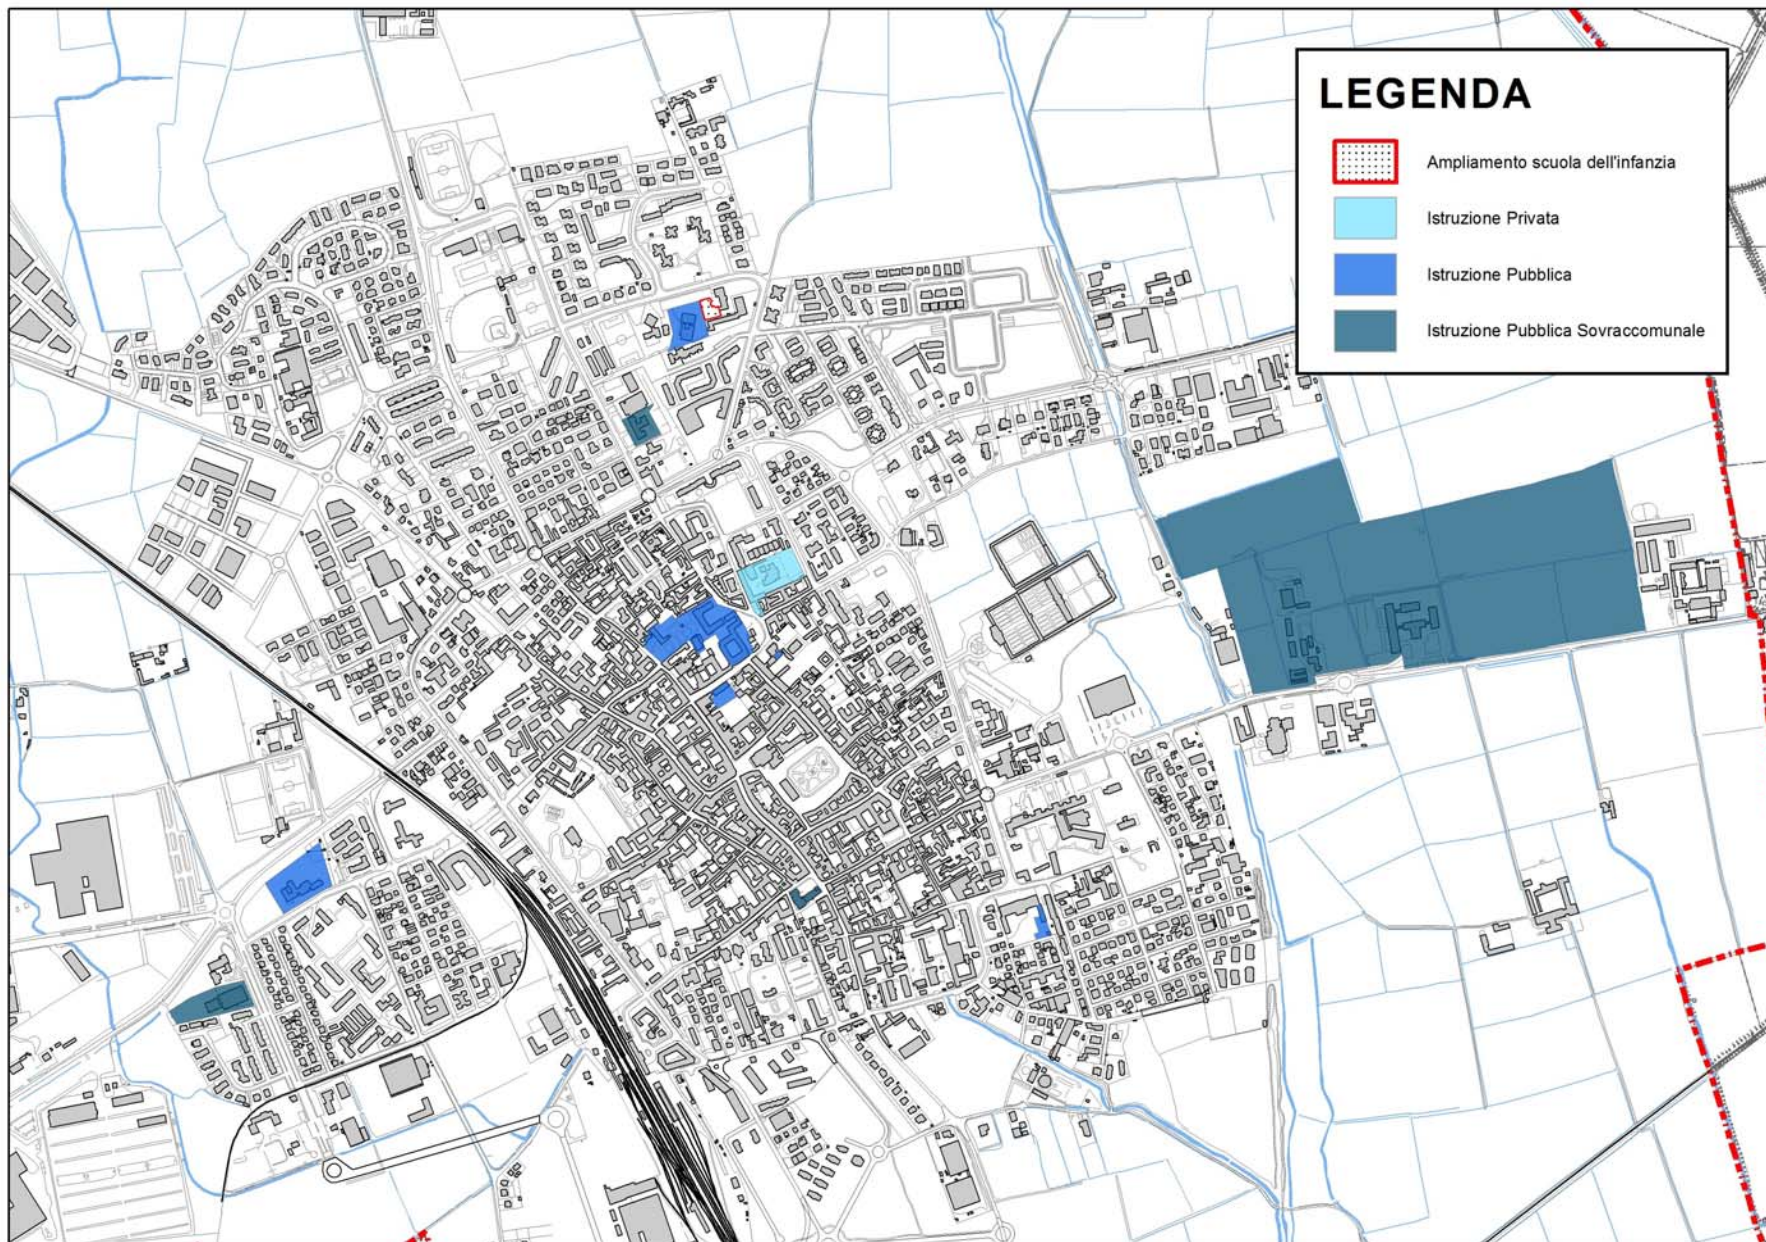 LEGENDA
Ampliamento scuola dell'infanzia
Istruzione Privata
Istruzione Pubblica
Istruzione Pubblica Sovraccomunale